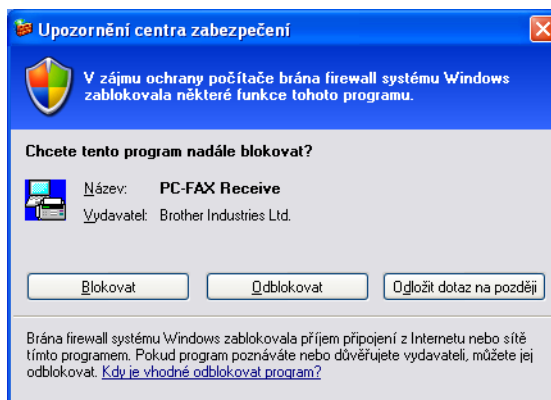 Upozornění centra zabezpečení
V zájmu ochrany počítače brána firewall systému Windows
zablokovala některé funkce tohoto programu.
Chcete tento program nadále blokovat?
Název: PC-FAX Receive
Vydavatel: Brother Industries Ltd.
Blokovat Odblokovat Odložit dotaz na později
Brána firewall systému Windows zablokovala příjem připojení z Internetu nebo sítě
tímto programem. Pokud program poznáváte nebo důvěřujete vydavateli, můžete jej
odblokovat. Kdy je vhodné odblokovat program?